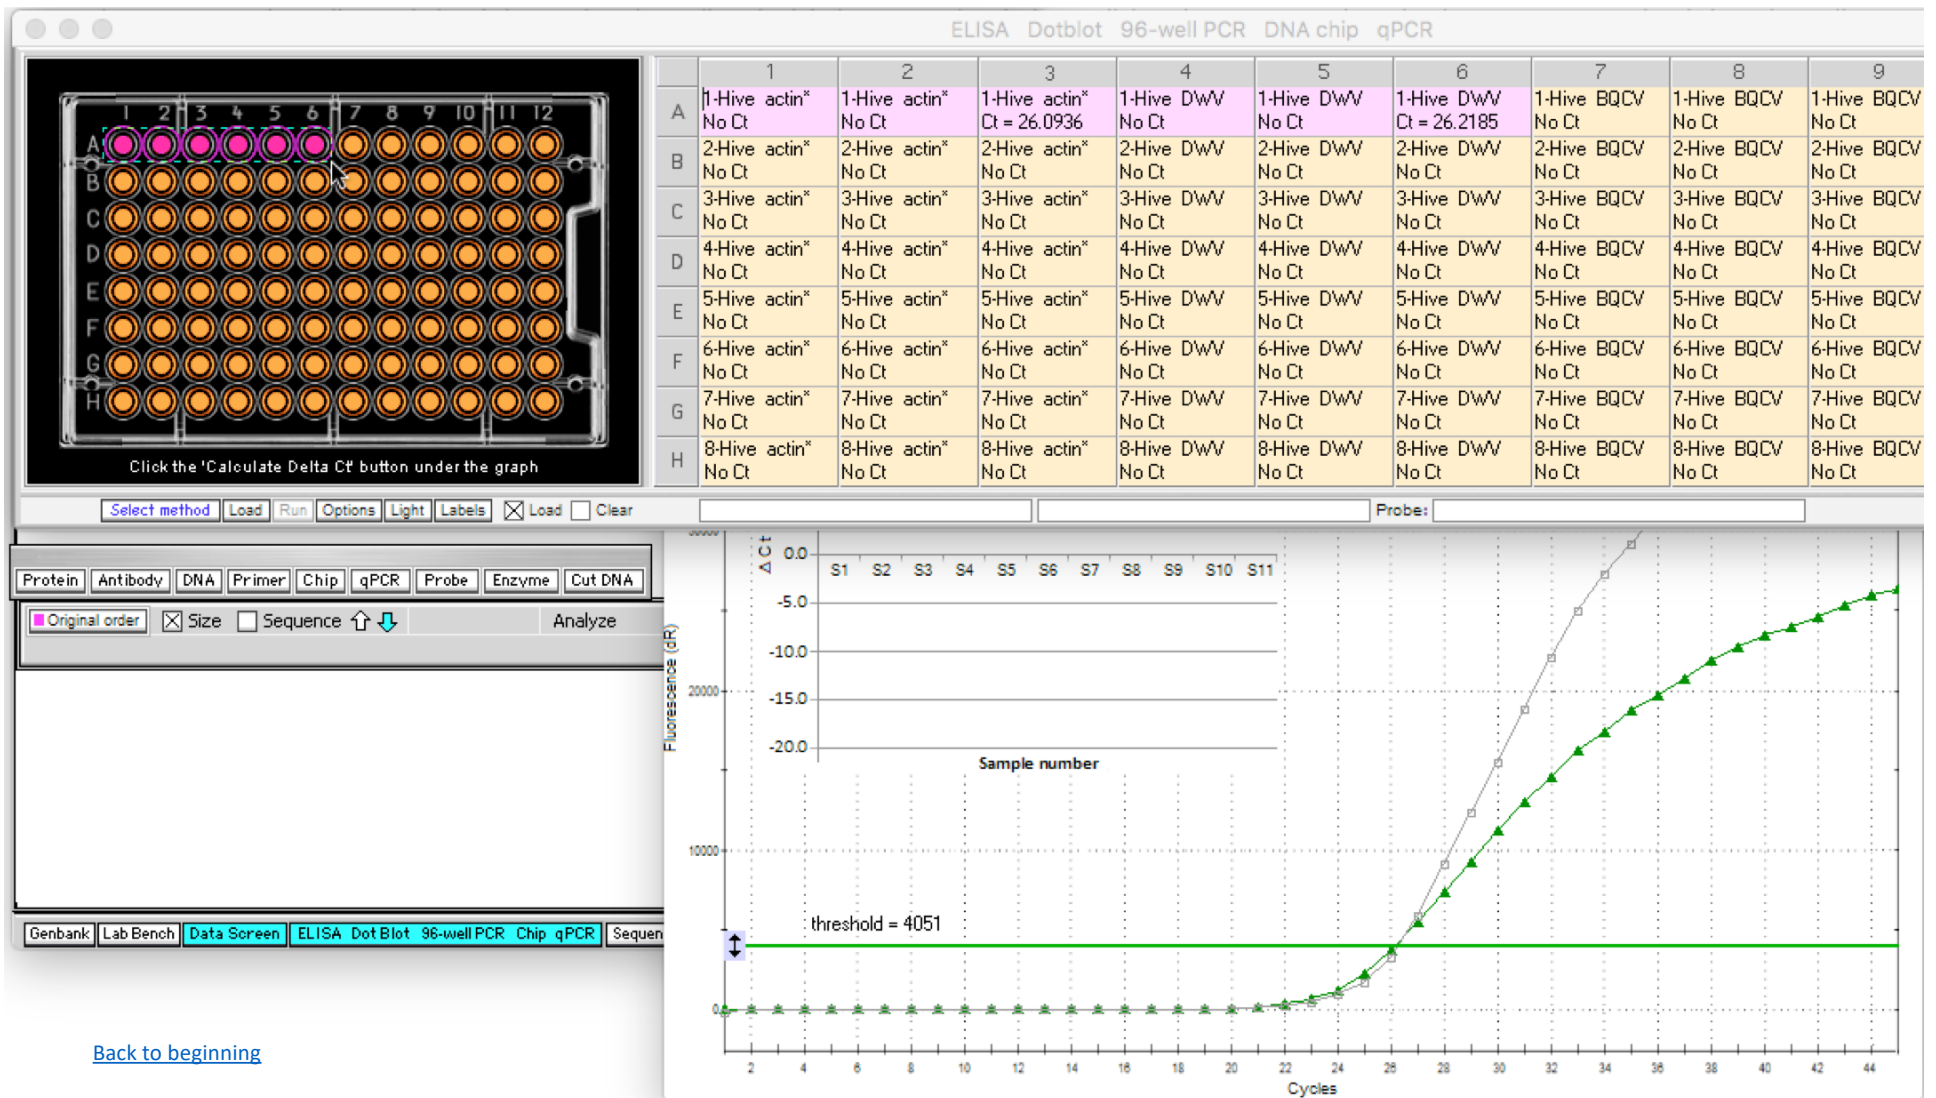 ELISA Dotblot 96-well PCR DNA chip qPCR
1 2 3 4 5 6 7 8 9 10 11 12
A
B
C
D
E
F
G
H
Click the 'Calculate Delta Ct' button under the graph
1 2 3 4 5 6 7 8 9
A
1-Hive actin* 1-Hive actin* 1-Hive actin* 1-Hive DWV 1-Hive DWV 1-Hive DWV 1-Hive BQCV 1-Hive BQCV 1-Hive BQCV
No Ct No Ct Ct = 26.0936 No Ct No Ct Ct = 26.2185 No Ct No Ct No Ct
B
2-Hive actin* 2-Hive actin* 2-Hive actin* 2-Hive DWV 2-Hive DWV 2-Hive DWV 2-Hive BQCV 2-Hive BQCV 2-Hive BQCV
No Ct No Ct No Ct No Ct No Ct No Ct No Ct No Ct No Ct
C
3-Hive actin* 3-Hive actin* 3-Hive actin* 3-Hive DWV 3-Hive DWV 3-Hive DWV 3-Hive BQCV 3-Hive BQCV 3-Hive BQCV
No Ct No Ct No Ct No Ct No Ct No Ct No Ct No Ct No Ct
D
4-Hive actin* 4-Hive actin* 4-Hive actin* 4-Hive DWV 4-Hive DWV 4-Hive DWV 4-Hive BQCV 4-Hive BQCV 4-Hive BQCV
No Ct No Ct No Ct No Ct No Ct No Ct No Ct No Ct No Ct
E
5-Hive actin* 5-Hive actin* 5-Hive actin* 5-Hive DWV 5-Hive DWV 5-Hive DWV 5-Hive BQCV 5-Hive BQCV 5-Hive BQCV
No Ct No Ct No Ct No Ct No Ct No Ct No Ct No Ct No Ct
F
6-Hive actin* 6-Hive actin* 6-Hive actin* 6-Hive DWV 6-Hive DWV 6-Hive DWV 6-Hive BQCV 6-Hive BQCV 6-Hive BQCV
No Ct No Ct No Ct No Ct No Ct No Ct No Ct No Ct No Ct
G
7-Hive actin* 7-Hive actin* 7-Hive actin* 7-Hive DWV 7-Hive DWV 7-Hive DWV 7-Hive BQCV 7-Hive BQCV 7-Hive BQCV
No Ct No Ct No Ct No Ct No Ct No Ct No Ct No Ct No Ct
H
8-Hive actin* 8-Hive actin* 8-Hive actin* 8-Hive DWV 8-Hive DWV 8-Hive DWV 8-Hive BQCV 8-Hive BQCV 8-Hive BQCV
No Ct No Ct No Ct No Ct No Ct No Ct No Ct No Ct No Ct
Select method Load Run Options Light Labels Load Clear Probe:
Protein Antibody DNA Primer Chip qPCR Probe Enzyme Cut DNA
Original order Size Sequence Analyze
Genbank Lab Bench Data Screen ELISA Dot Blot 96-well PCR Chip qPCR Sequen
Δ Ct
0.0
S1 S2 S3 S4 S5 S6 S7 S8 S9 S10 S11
-5.0
-10.0
-15.0
-20.0
Sample number
Fluorescence (dR)
20000
10000
0
threshold = 4051
2 4 6 8 10 12 14 16 18 20 22 24 26 28 30 32 34 36 38 40 42 44
Cycles
Back to beginning